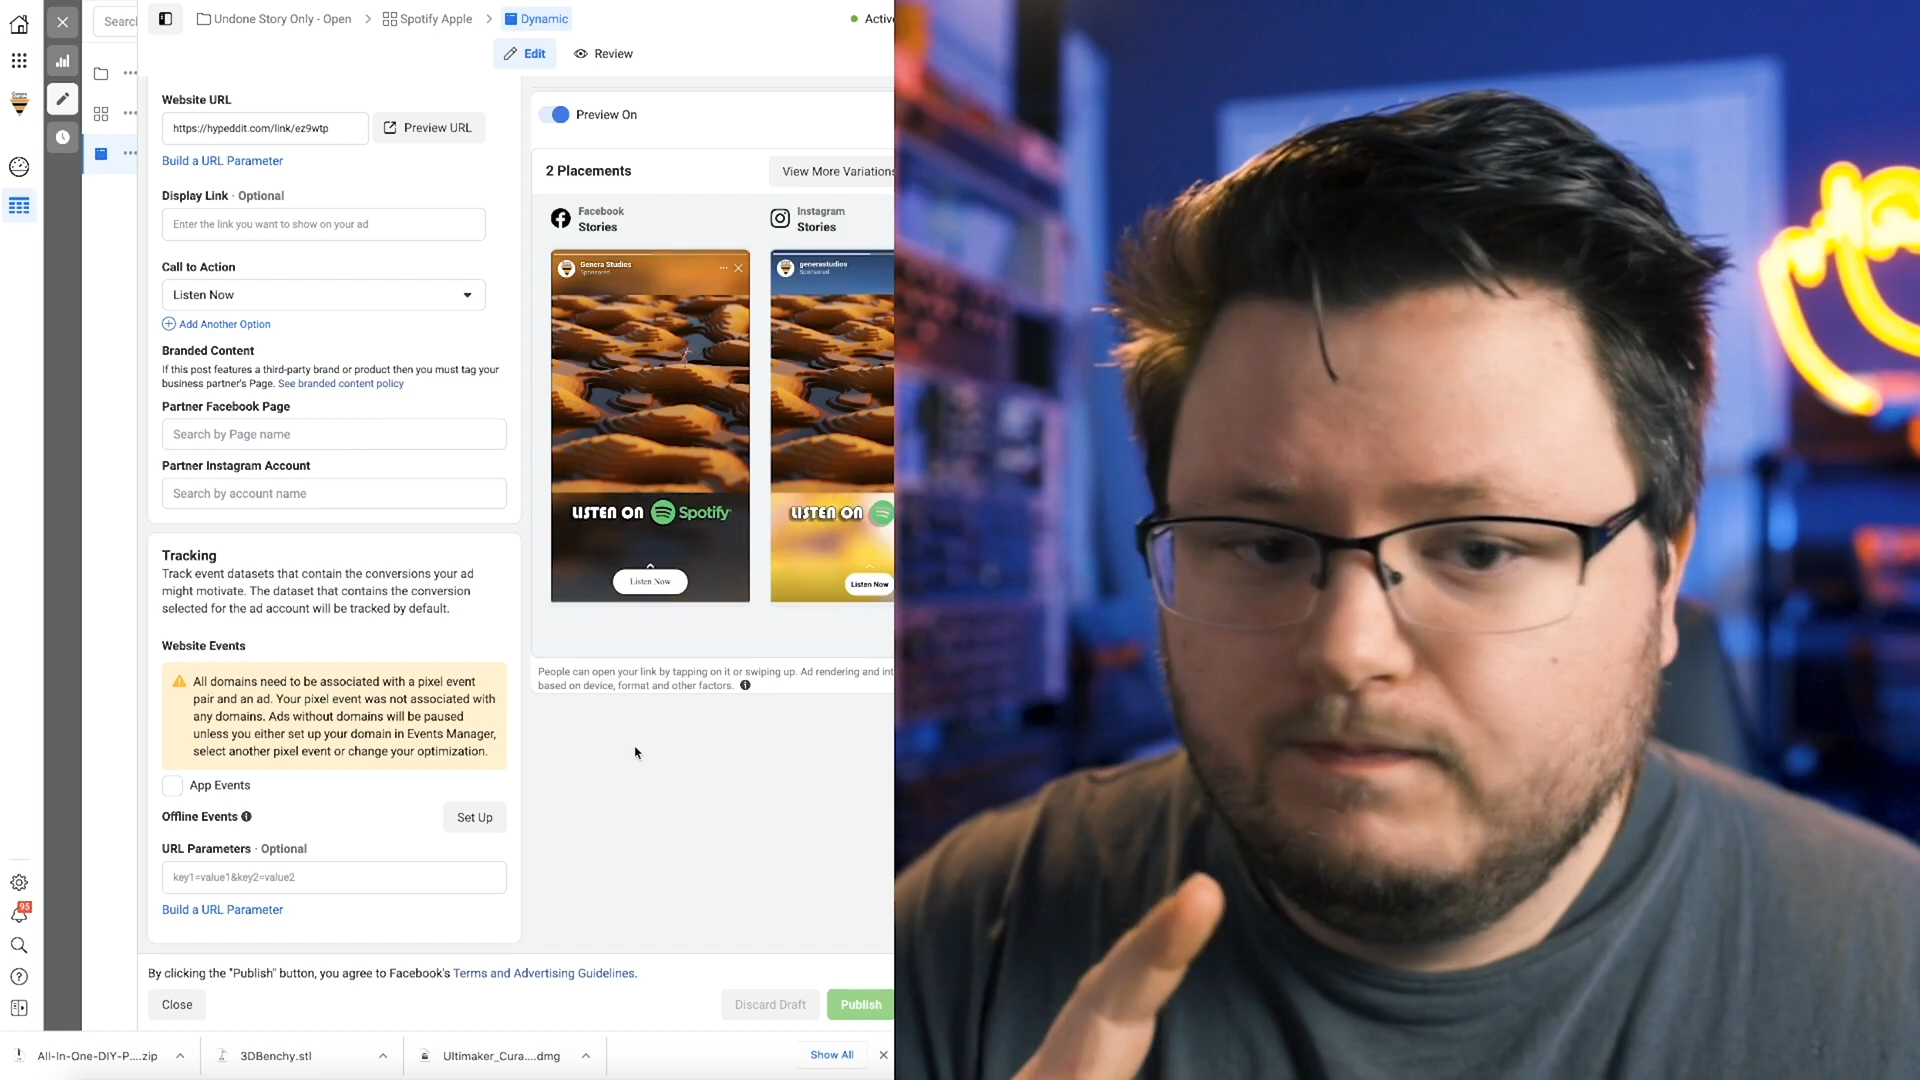 Searc
Undone Story Only - Open
Spotify Apple
Dynamic
Active
Edit
Review
Website URL
https://hypeddit.com/link/ez9wtp
Preview URL
Build a URL Parameter
Display Link · Optional
Enter the link you want to show on your ad
Call to Action
Listen Now
Add Another Option
Branded Content
If this post features a third-party brand or product then you must tag your
business partner's Page. See branded content policy
Partner Facebook Page
Search by Page name
Partner Instagram Account
Search by account name
Tracking
Track event datasets that contain the conversions your ad
might motivate. The dataset that contains the conversion
selected for the ad account will be tracked by default.
Website Events
All domains need to be associated with a pixel event
pair and an ad. Your pixel event was not associated with
any domains. Ads without domains will be paused
unless you either set up your domain in Events Manager,
select another pixel event or change your optimization.
App Events
Offline Events
Set Up
URL Parameters · Optional
key1=value1&key2=value2
Build a URL Parameter
Preview On
2 Placements
View More Variations
Facebook
Stories
Instagram
Stories
Genera Studios
Sponsored
generastudios
Sponsored
LISTEN ON Spotify
LISTEN ON
Listen Now
Listen Now
People can open your link by tapping on it or swiping up. Ad rendering and int
based on device, format and other factors.
By clicking the "Publish" button, you agree to Facebook's Terms and Advertising Guidelines.
Close
Discard Draft
Publish
95
All-In-One-DIY-P....zip
3DBenchy.stl
Ultimaker_Cura....dmg
Show All